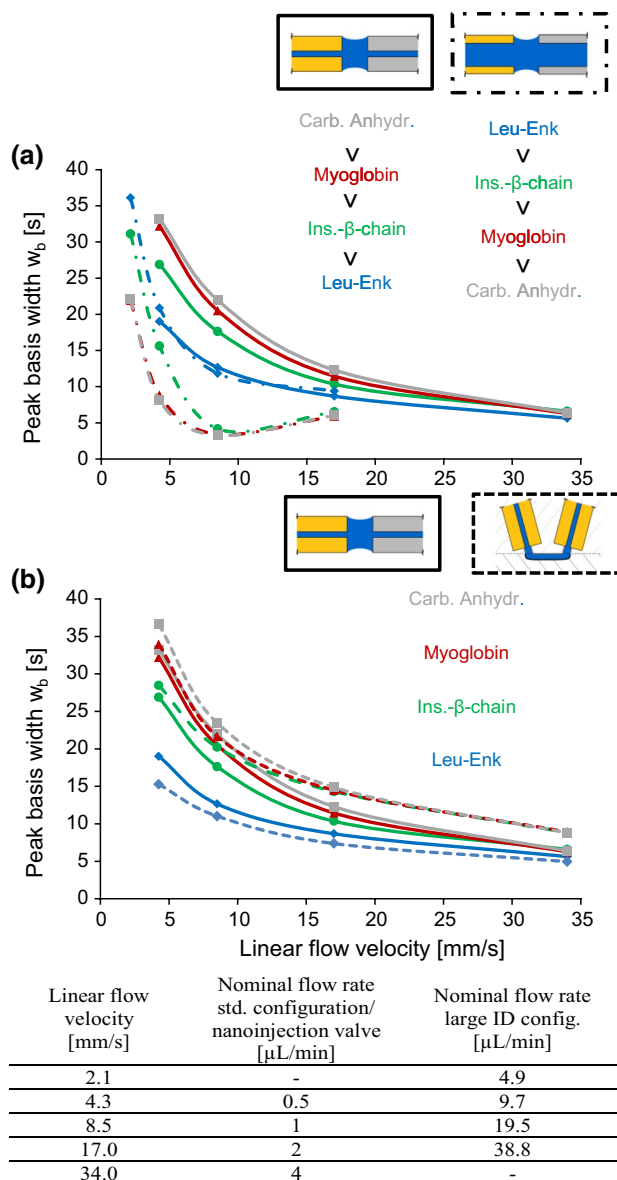 Carb. Anhydr.
>
Myoglobin
>
Ins.-β-chain
>
Leu-Enk
Leu-Enk
>
Ins.-β-chain
>
Myoglobin
>
Carb. Anhydr.
(a)
Peak basis width w_b [s]
40
35
30
25
20
15
10
5
0
0 5 10 15 20 25 30 35
(b)
Carb. Anhydr.
Myoglobin
Ins.-β-chain
Leu-Enk
Peak basis width w_b [s]
40
35
30
25
20
15
10
5
0
0 5 10 15 20 25 30 35
Linear flow velocity [mm/s]
Linear flow velocity [mm/s] Nominal flow rate std. configuration/ nanoinjection valve [µL/min] Nominal flow rate large ID config. [µL/min]
2.1 - 4.9
4.3 0.5 9.7
8.5 1 19.5
17.0 2 38.8
34.0 4 -